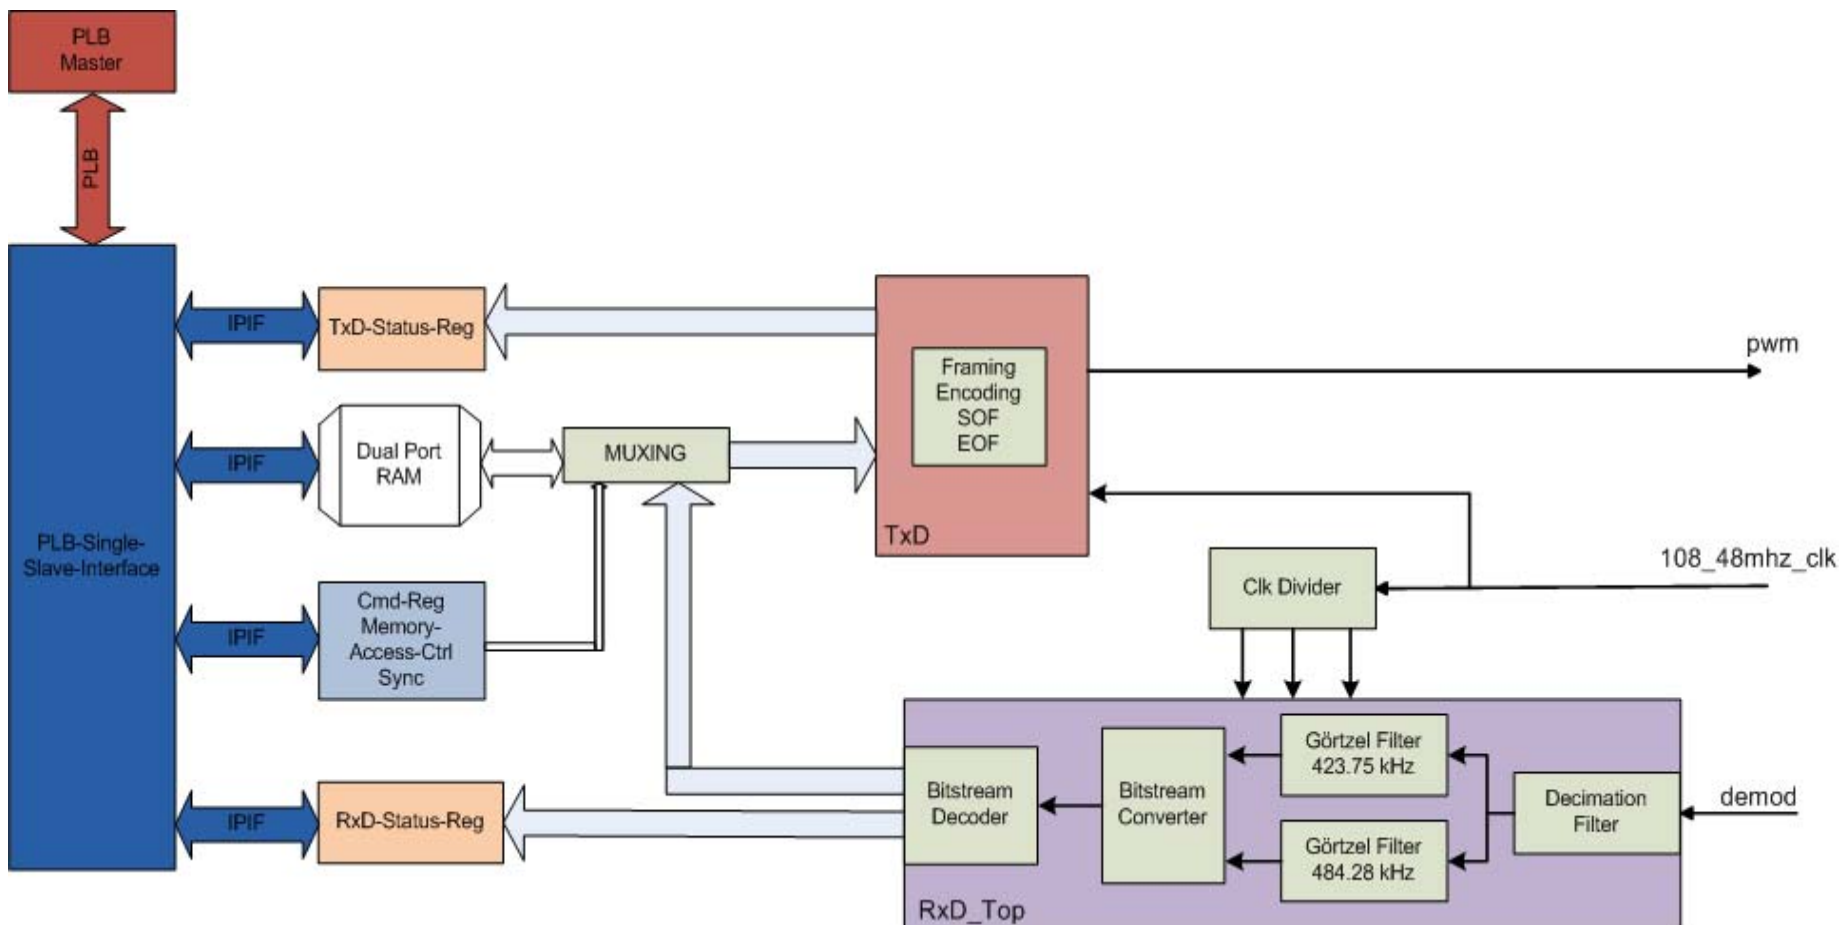 PLB
Master
PLB
PLB-Single-
Slave-Interface
IPIF
TxD-Status-Reg
IPIF
Dual Port
RAM
MUXING
IPIF
Cmd-Reg
Memory-
Access-Ctrl
Sync
IPIF
RxD-Status-Reg
Framing
Encoding
SOF
EOF
TxD
pwm
108_48mhz_clk
Clk Divider
Görtzel Filter
423.75 kHz
Görtzel Filter
484.28 kHz
Bitstream
Converter
Bitstream
Decoder
Decimation
Filter
demod
RxD_Top